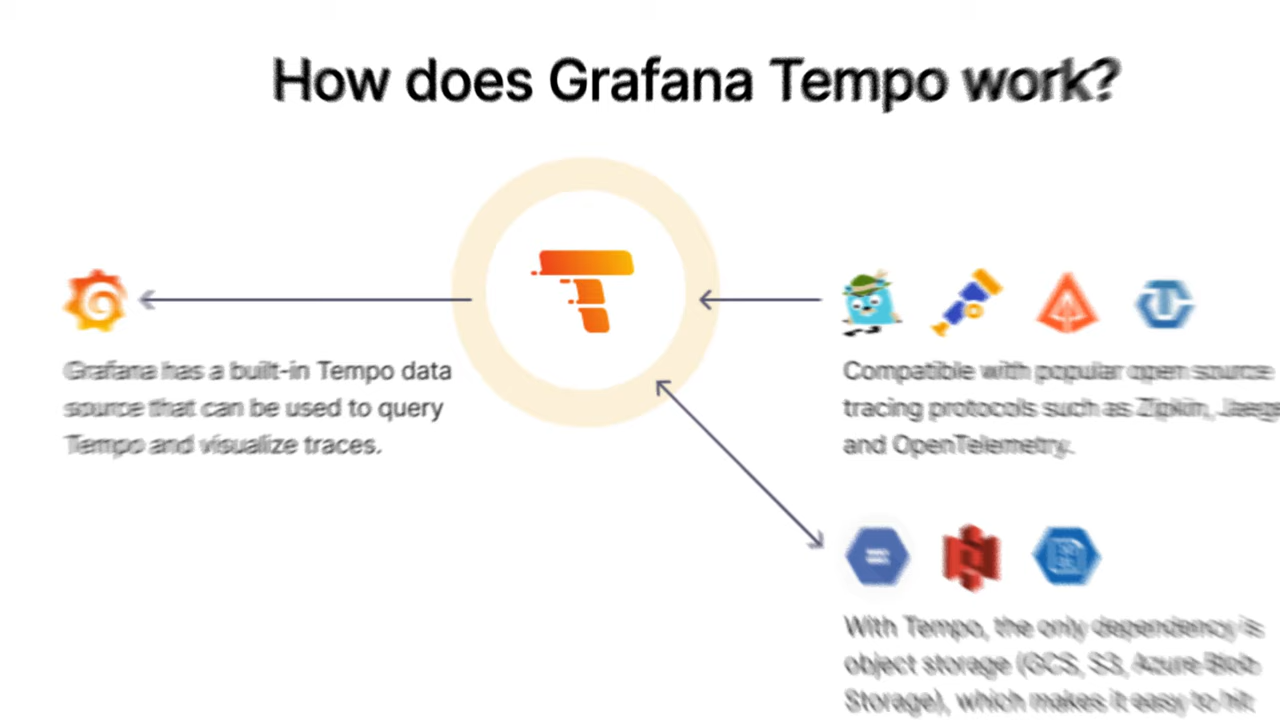 How does Grafana Tempo work?
Grafana has a built-in Tempo data
source that can be used to query
Tempo and visualize traces.
Compatible with popular open source
tracing protocols such as Zipkin, Jaege
and OpenTelemetry.
With Tempo, the only dependency is
object storage (GCS, S3, Azure Blob
Storage), which makes it easy to hit